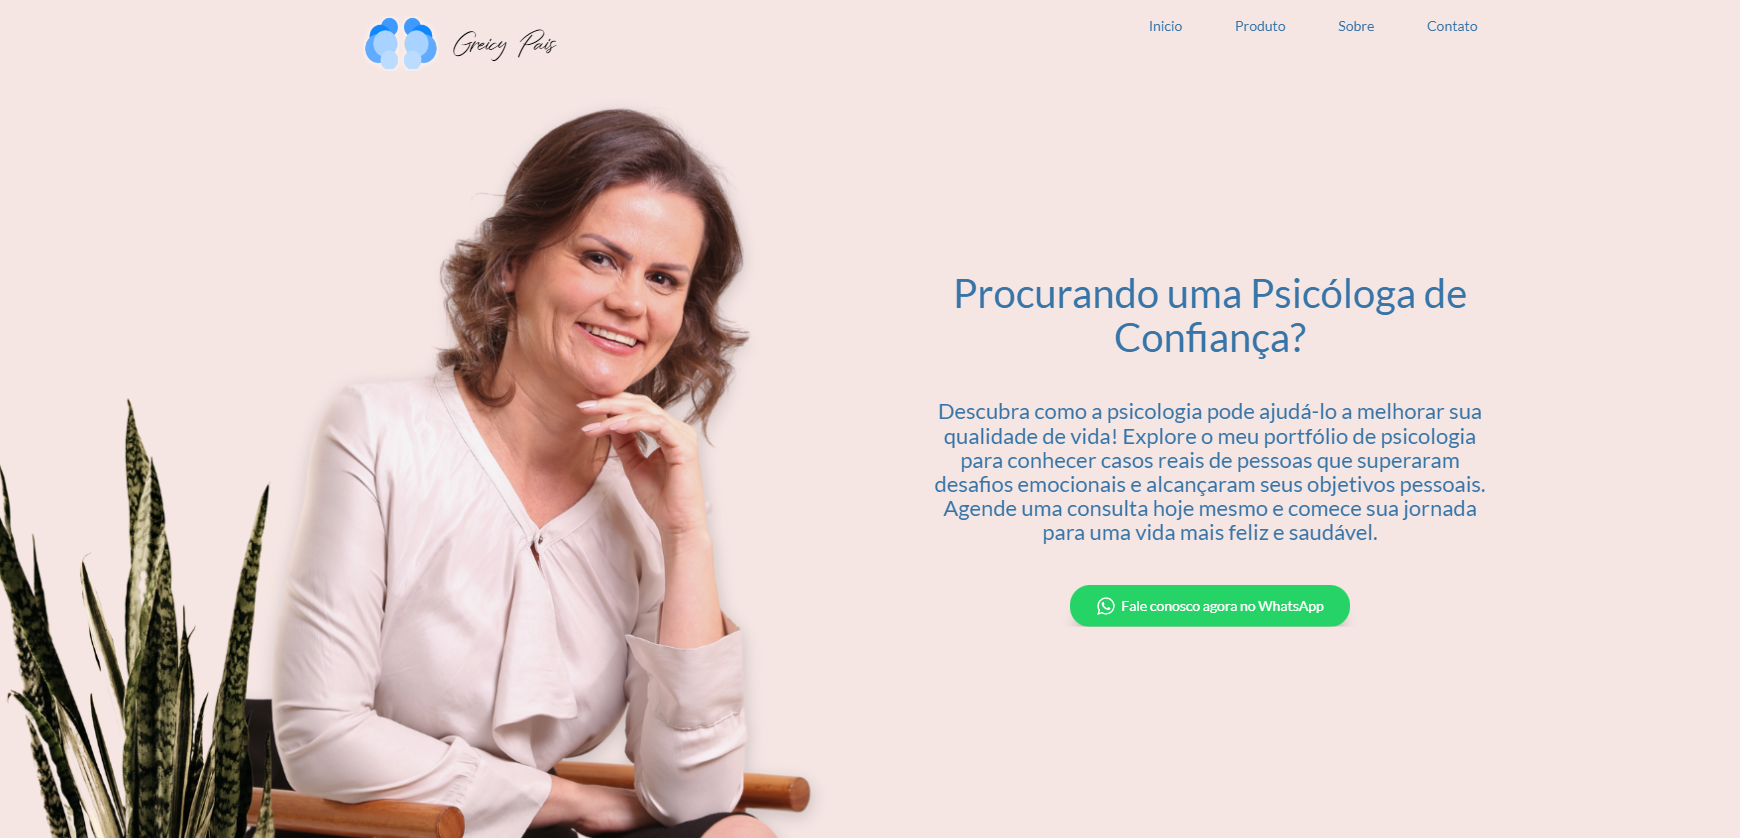 Greicy Pais
Inicio
Produto
Sobre
Contato
Procurando uma Psicóloga de
Confiança?
Descubra como a psicologia pode ajudá-lo a melhorar sua
qualidade de vida! Explore o meu portfólio de psicologia
para conhecer casos reais de pessoas que superaram
desafios emocionais e alcançaram seus objetivos pessoais.
Agende uma consulta hoje mesmo e comece sua jornada
para uma vida mais feliz e saudável.
Fale conosco agora no WhatsApp